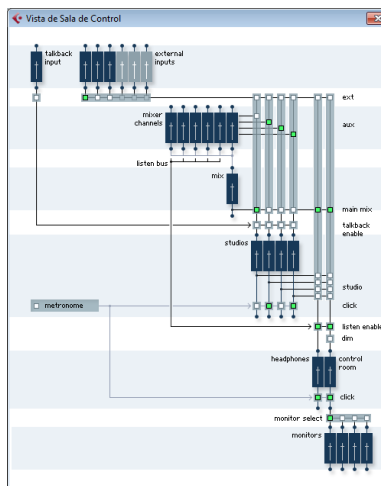 Vista de Sala de Control
talkback
input
external
inputs
ext
mixer
channels
aux
listen bus
mix
main mix
talkback
enable
studios
studio
metronome
click
listen enable
dim
headphones
control
room
click
monitor select
monitors